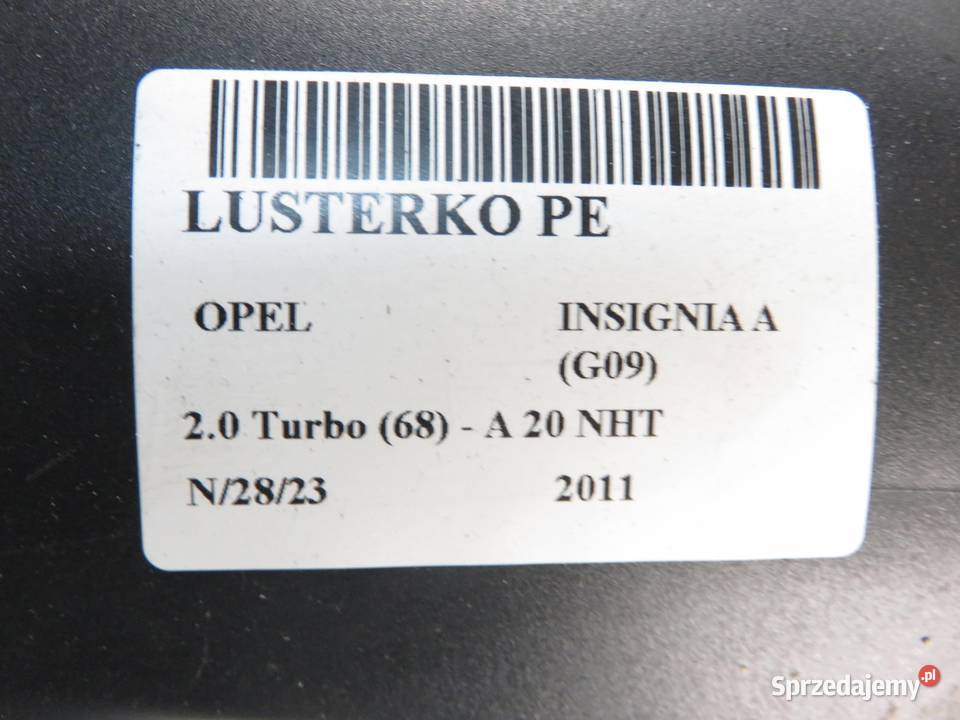 LUSTERKO PE
OPEL INSIGNIA A
(G09)
2.0 Turbo (68) - A 20 NHT
N/28/23 2011
Sprzedajemy.pl